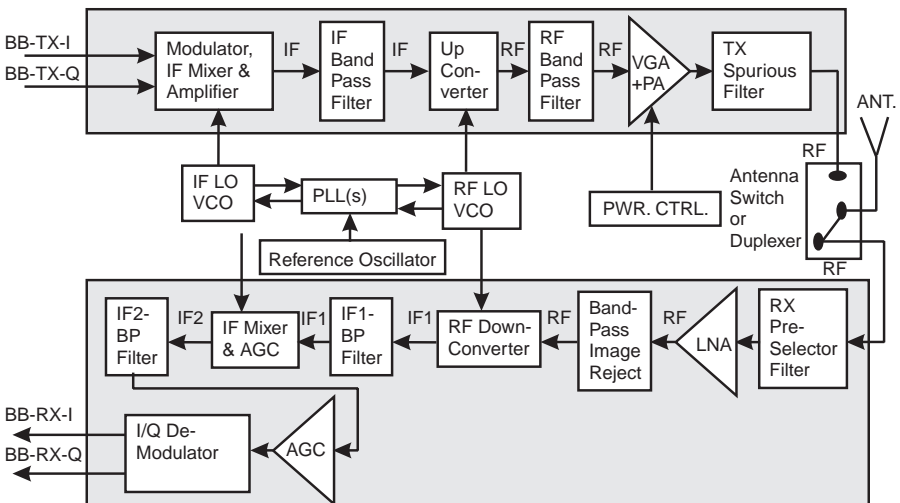 BB-TX-I
BB-TX-Q
Modulator,
IF Mixer &
Amplifier
IF
IF
Band
Pass
Filter
IF
Up
Con-
verter
RF
RF
Band
Pass
Filter
RF
VGA
+PA
TX
Spurious
Filter
ANT.
RF
Antenna
Switch
or
Duplexer
RF
IF LO
VCO
PLL(s)
RF LO
VCO
PWR. CTRL.
Reference Oscillator
IF2-
BP
Filter
IF2
IF Mixer
& AGC
IF1
IF1-
BP
Filter
IF1
RF Down-
Converter
RF
Band-
Pass
Image
Reject
RF
LNA
RX
Pre-
Selector
Filter
BB-RX-I
BB-RX-Q
I/Q De-
Modulator
AGC